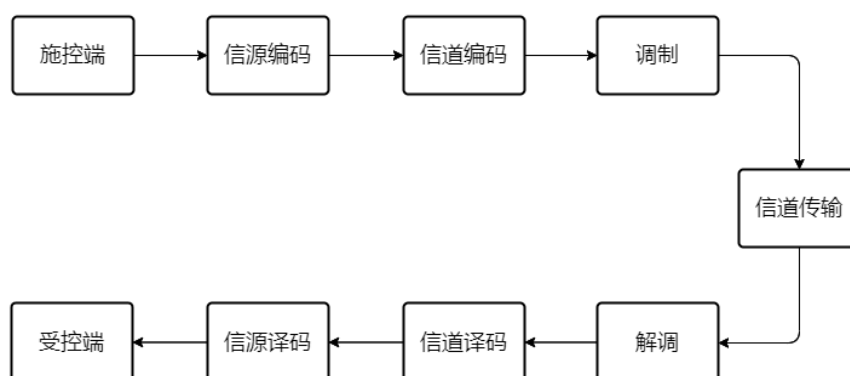 施控端
信源编码
信道编码
调制
信道传输
解调
信道译码
信源译码
受控端